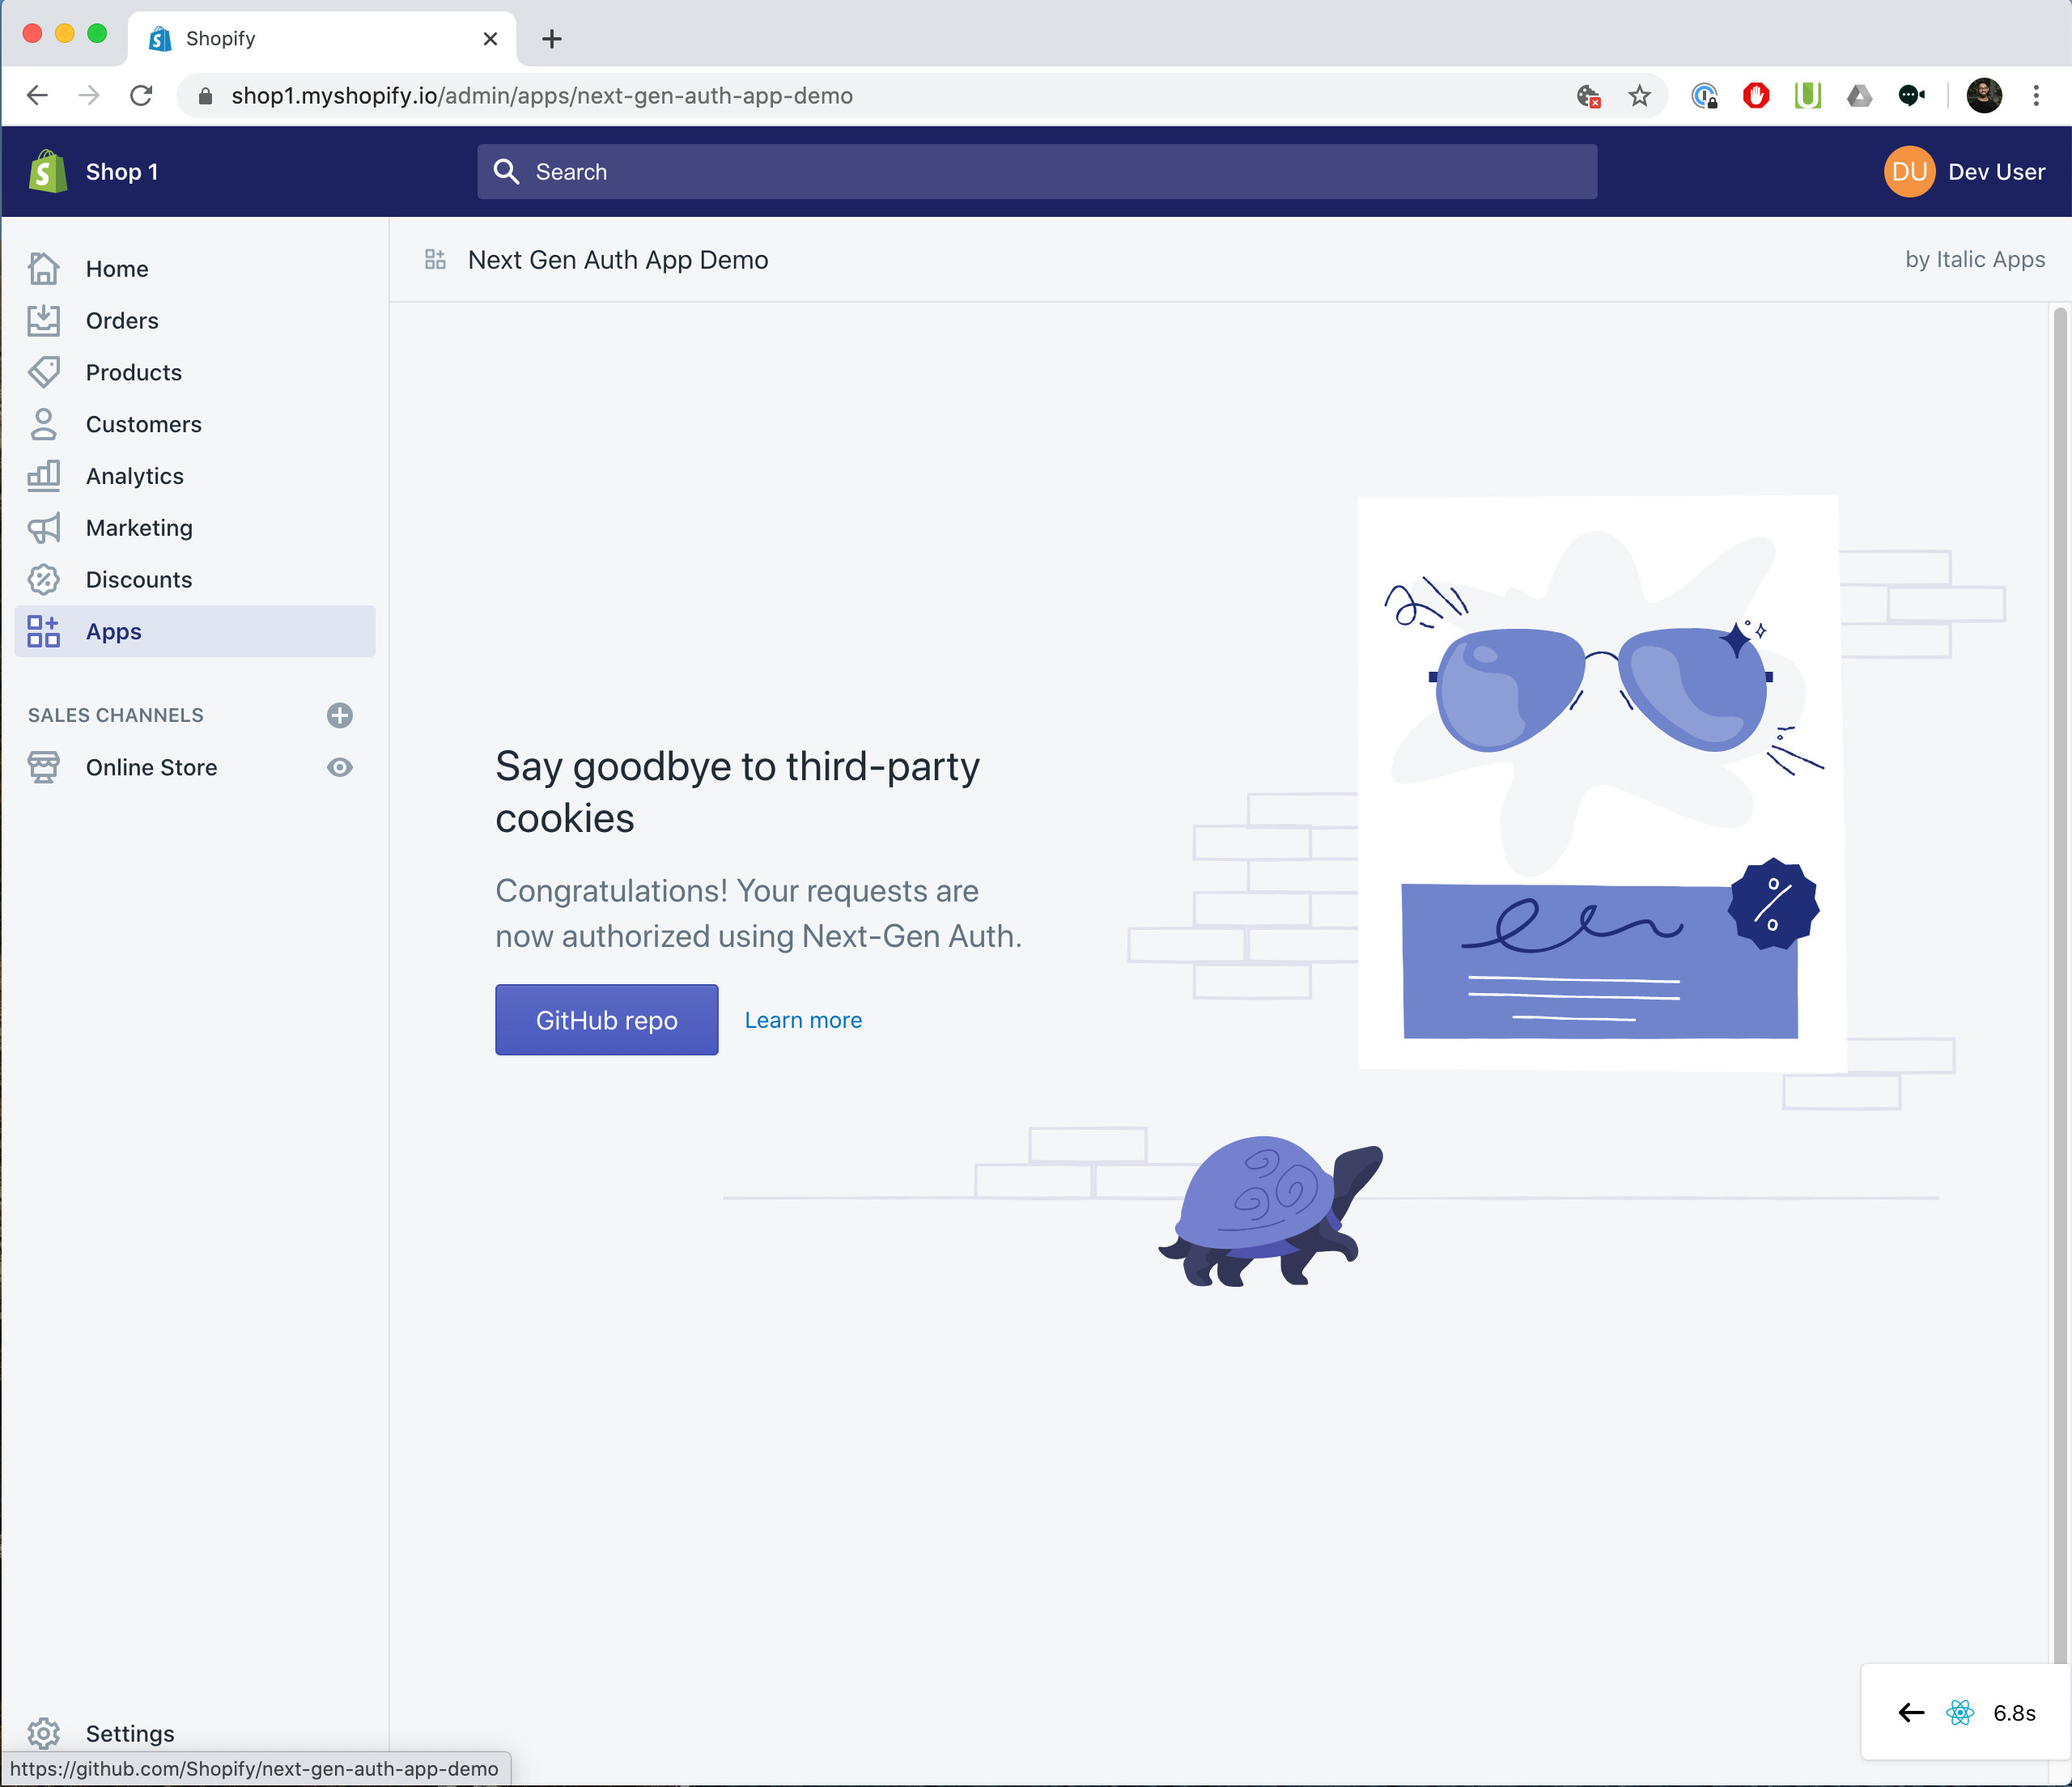 Shopify
shop1.myshopify.io/admin/apps/next-gen-auth-app-demo
Shop 1
Search
DU
Dev User
Home
Orders
Products
Customers
Analytics
Marketing
Discounts
Apps
SALES CHANNELS
Online Store
Settings
Next Gen Auth App Demo
by Italic Apps
Say goodbye to third-party
cookies
Congratulations! Your requests are
now authorized using Next-Gen Auth.
GitHub repo
Learn more
%
6.8s
https://github.com/Shopify/next-gen-auth-app-demo